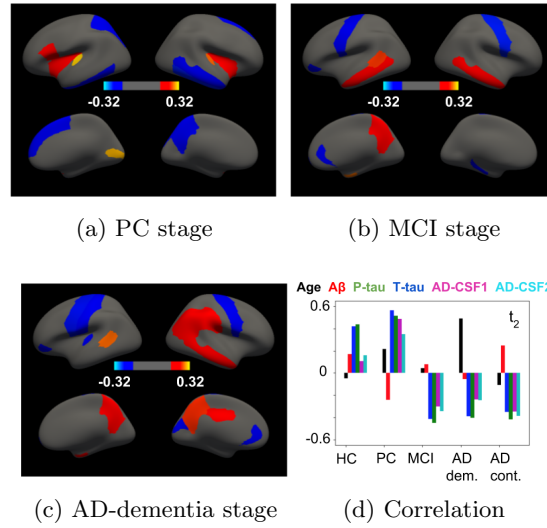 -0.32 0.32
-0.32 0.32
(a) PC stage
(b) MCI stage
-0.32 0.32
Age Aβ P-tau T-tau AD-CSF1 AD-CSF2
0.6
t2
0
-0.6
HC PC MCI AD dem. AD cont.
(c) AD-dementia stage
(d) Correlation